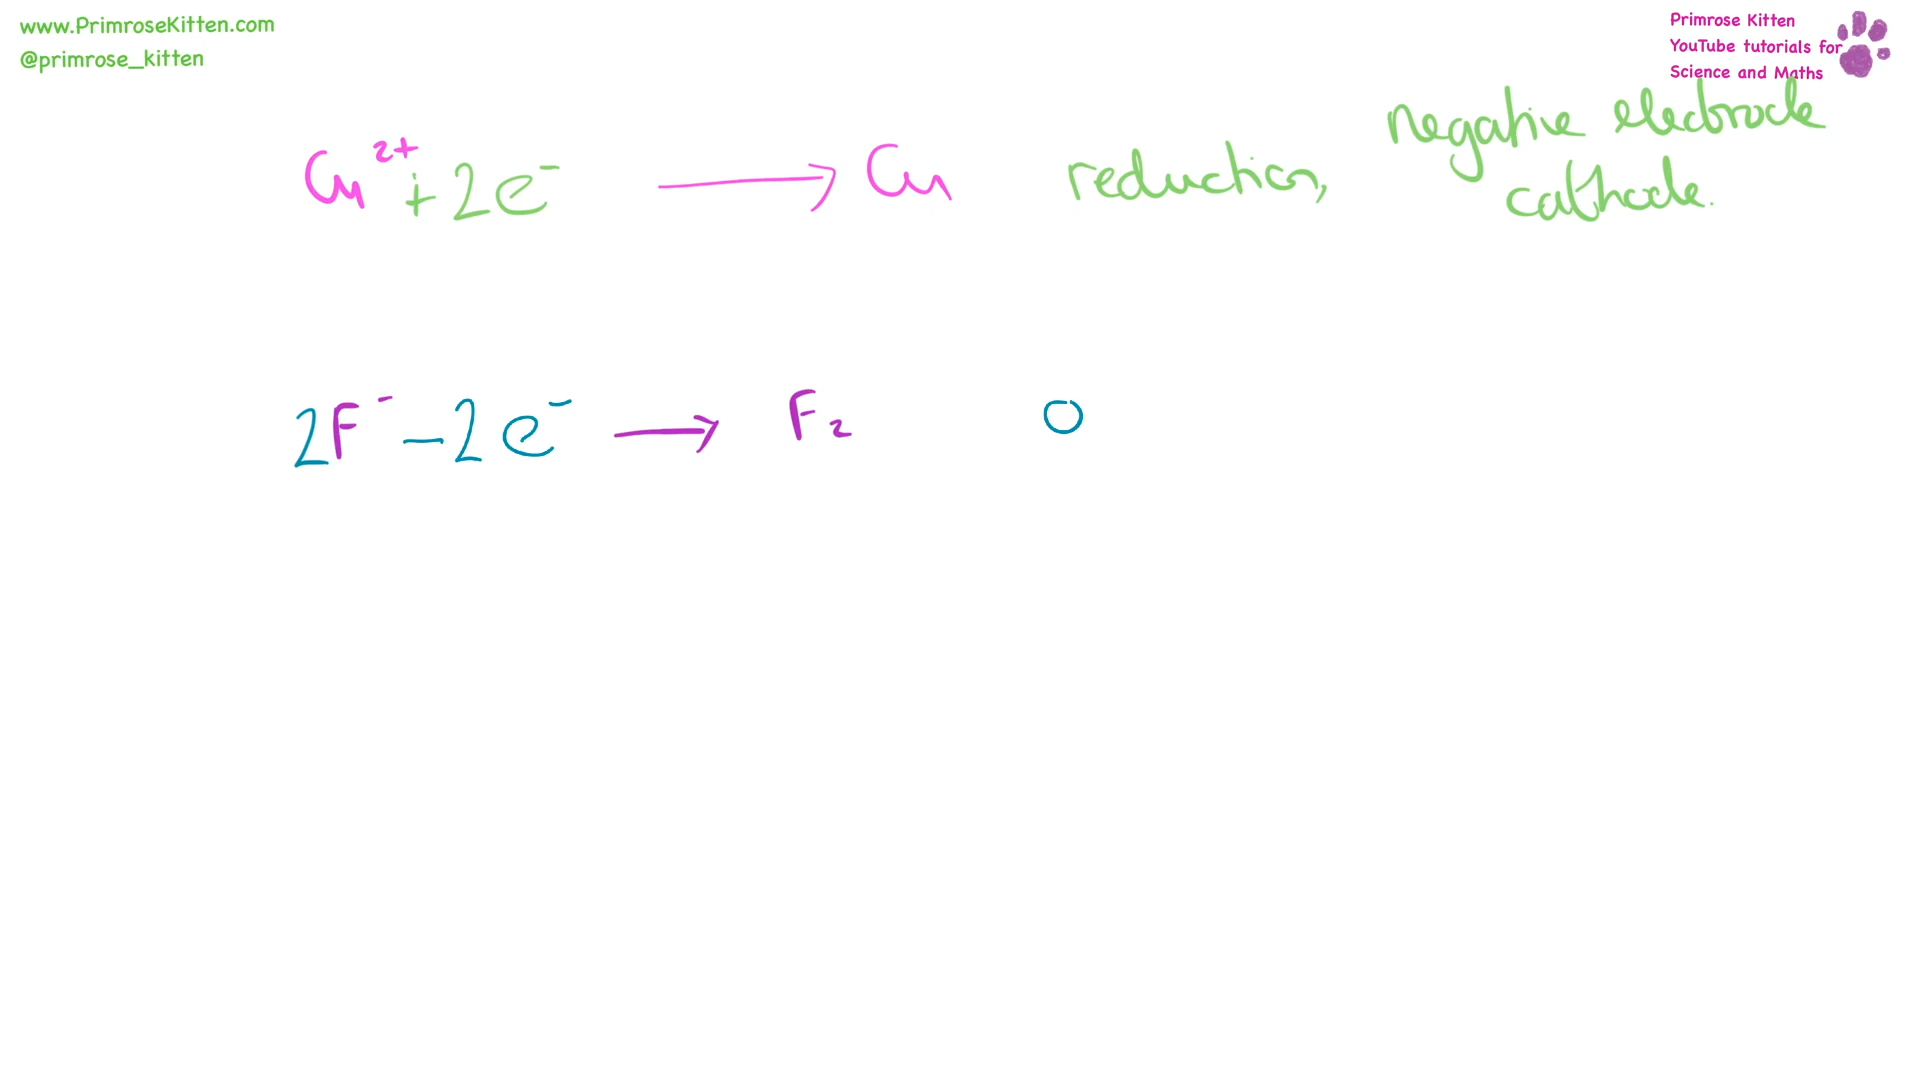 www.PrimroseKitten.com
@primrose_kitten
Primrose Kitten
YouTube tutorials for
Science and Maths
Cu²⁺ + 2e⁻ → Cu reduction, negative electrode
cathode.
2F⁻ – 2e⁻ → F₂ O